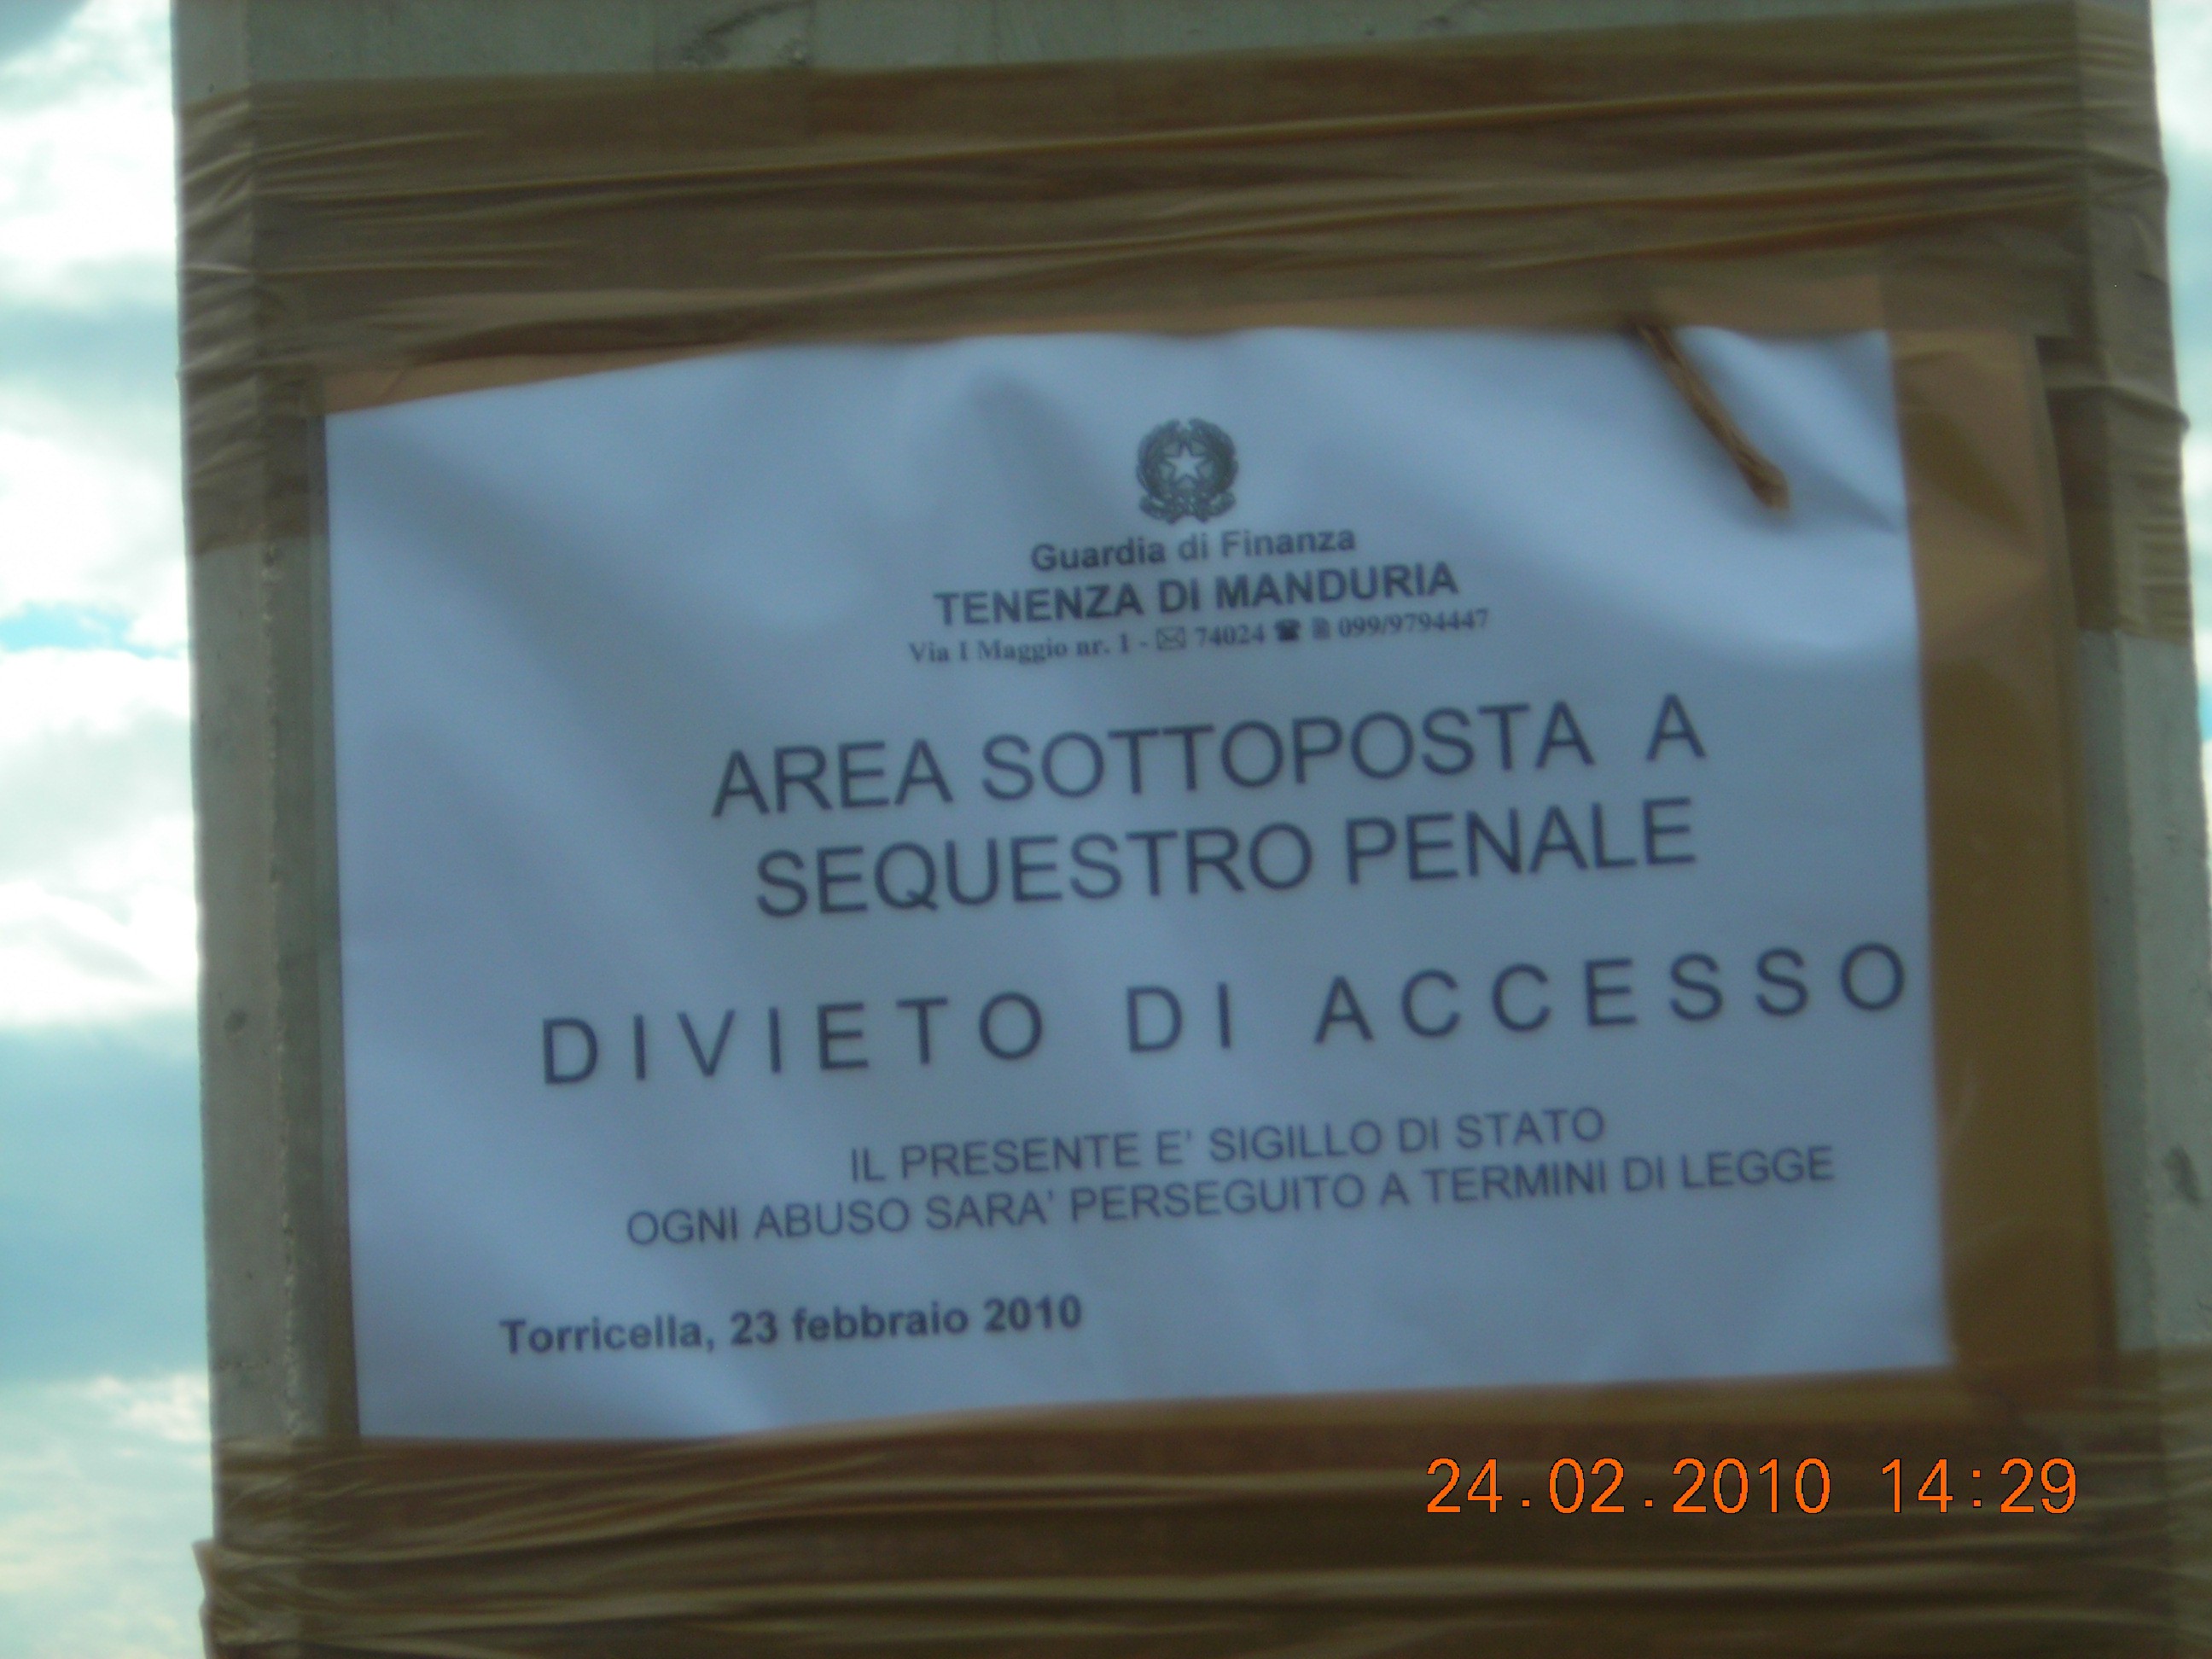 Guardia di Finanza
TENENZA DI MANDURIA
Via I Maggio nr. 1 - ✉ 74024 ☎ 🗎 099/9794447
AREA SOTTOPOSTA A
SEQUESTRO PENALE
DIVIETO DI ACCESSO
IL PRESENTE E' SIGILLO DI STATO
OGNI ABUSO SARA' PERSEGUITO A TERMINI DI LEGGE
Torricella, 23 febbraio 2010
24.02.2010 14:29